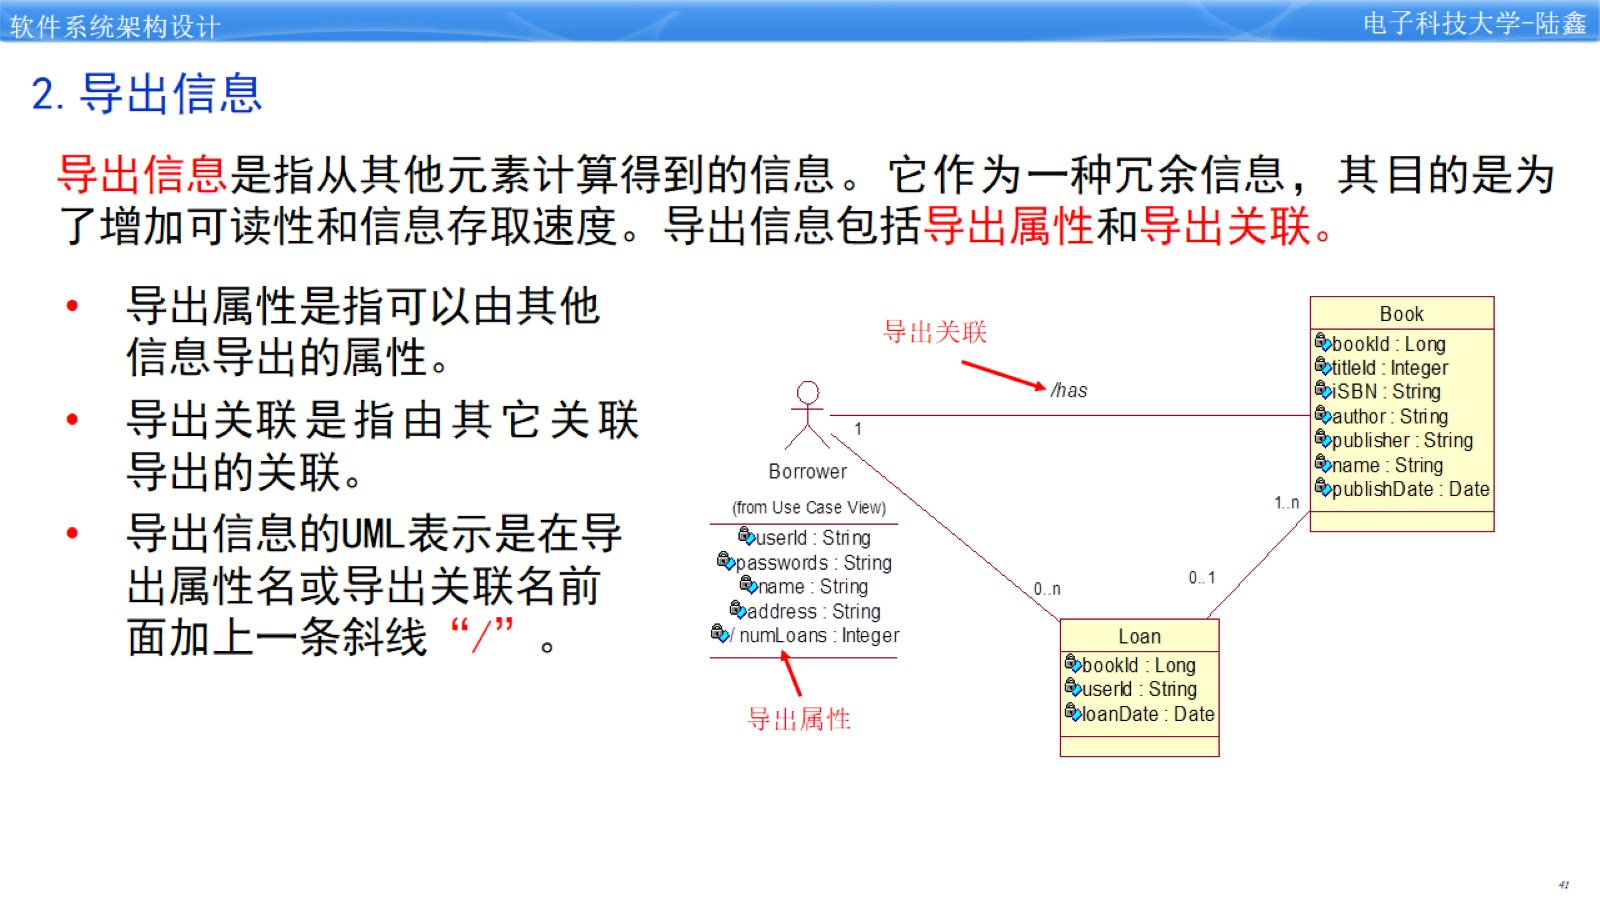 软件系统架构设计
电子科技大学-陆鑫
2. 导出信息
导出信息是指从其他元素计算得到的信息。它作为一种冗余信息，其目的是为
了增加可读性和信息存取速度。导出信息包括导出属性和导出关联。
• 导出属性是指可以由其他
信息导出的属性。
• 导出关联是指由其它关联
导出的关联。
• 导出信息的UML表示是在导
出属性名或导出关联名前
面加上一条斜线“/”。
导出关联
/has
1
Borrower
(from Use Case View)
userId : String
passwords : String
name : String
address : String
/ numLoans : Integer
导出属性
Book
bookId : Long
titleId : Integer
iSBN : String
author : String
publisher : String
name : String
publishDate : Date
1..n
0..1
0..n
Loan
bookId : Long
userId : String
loanDate : Date
41